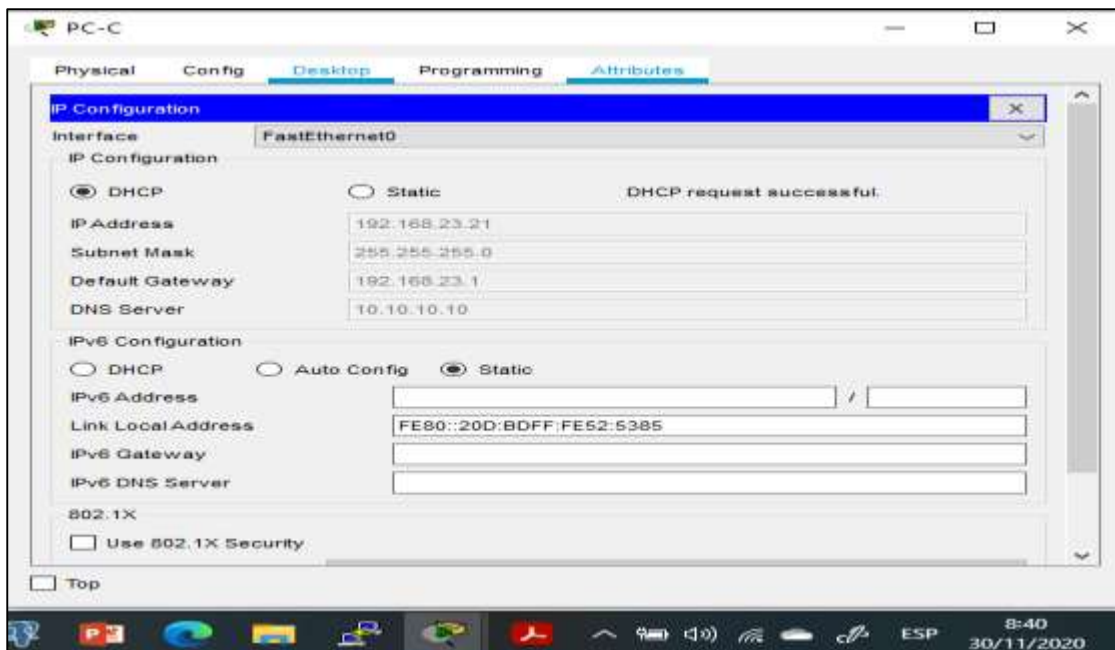 PC-C
Physical Config Desktop Programming Attributes
IP Configuration
Interface FastEthernet0
IP Configuration
DHCP Static DHCP request successful.
IP Address 192.168.23.21
Subnet Mask 255.255.255.0
Default Gateway 192.168.23.1
DNS Server 10.10.10.10
IPv6 Configuration
DHCP Auto Config Static
IPv6 Address /
Link Local Address FE80::20D:BDFF:FE52:5385
IPv6 Gateway
IPv6 DNS Server
802.1X
Use 802.1X Security
Top
ESP 8:40
30/11/2020